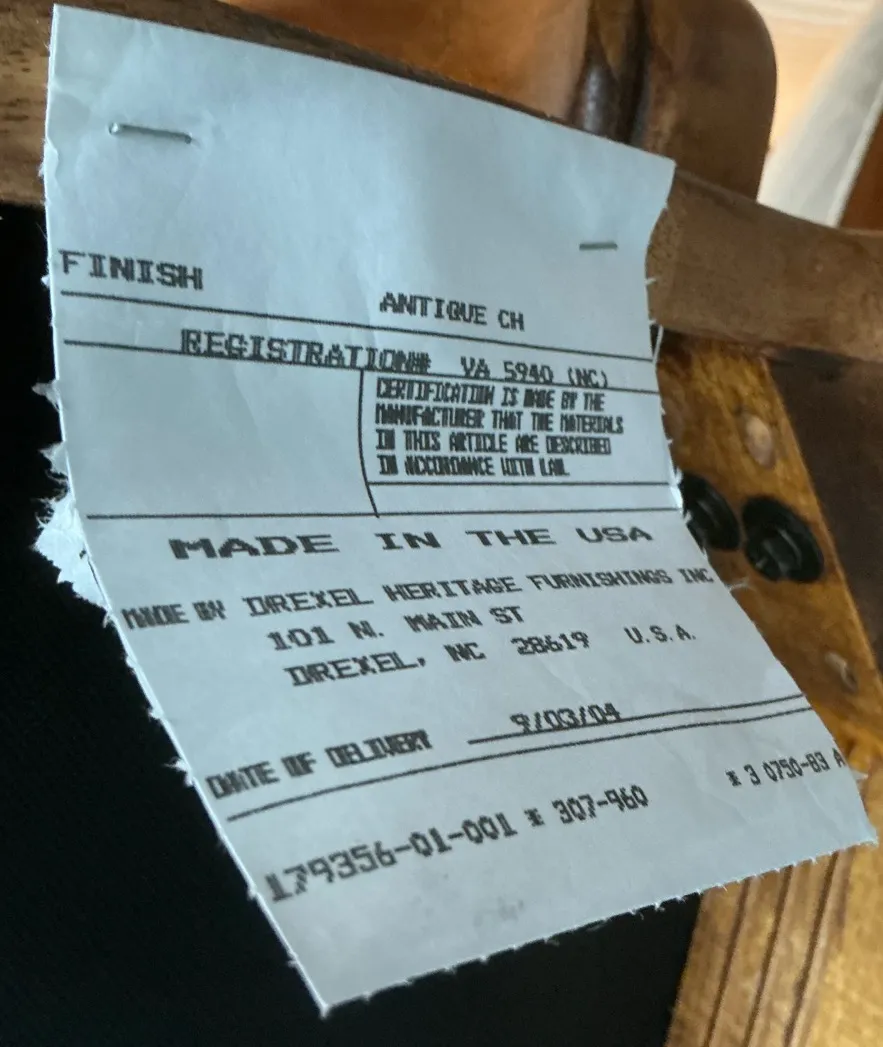 FINISH
ANTIQUE CH
REGISTRATION# VA 5940 (NC)
CERTIFICATION IS MADE BY THE
MANUFACTURER THAT THE MATERIALS
IN THIS ARTICLE ARE DESCRIBED
IN ACCORDANCE WITH LAW.
MADE IN THE USA
MADE BY DREXEL HERITAGE FURNISHINGS INC
101 N. MAIN ST
DREXEL, NC 28619 U.S.A.
DATE OF DELIVERY 9/03/04
179356-01-001 * 307-960 * 3 0750-83 A